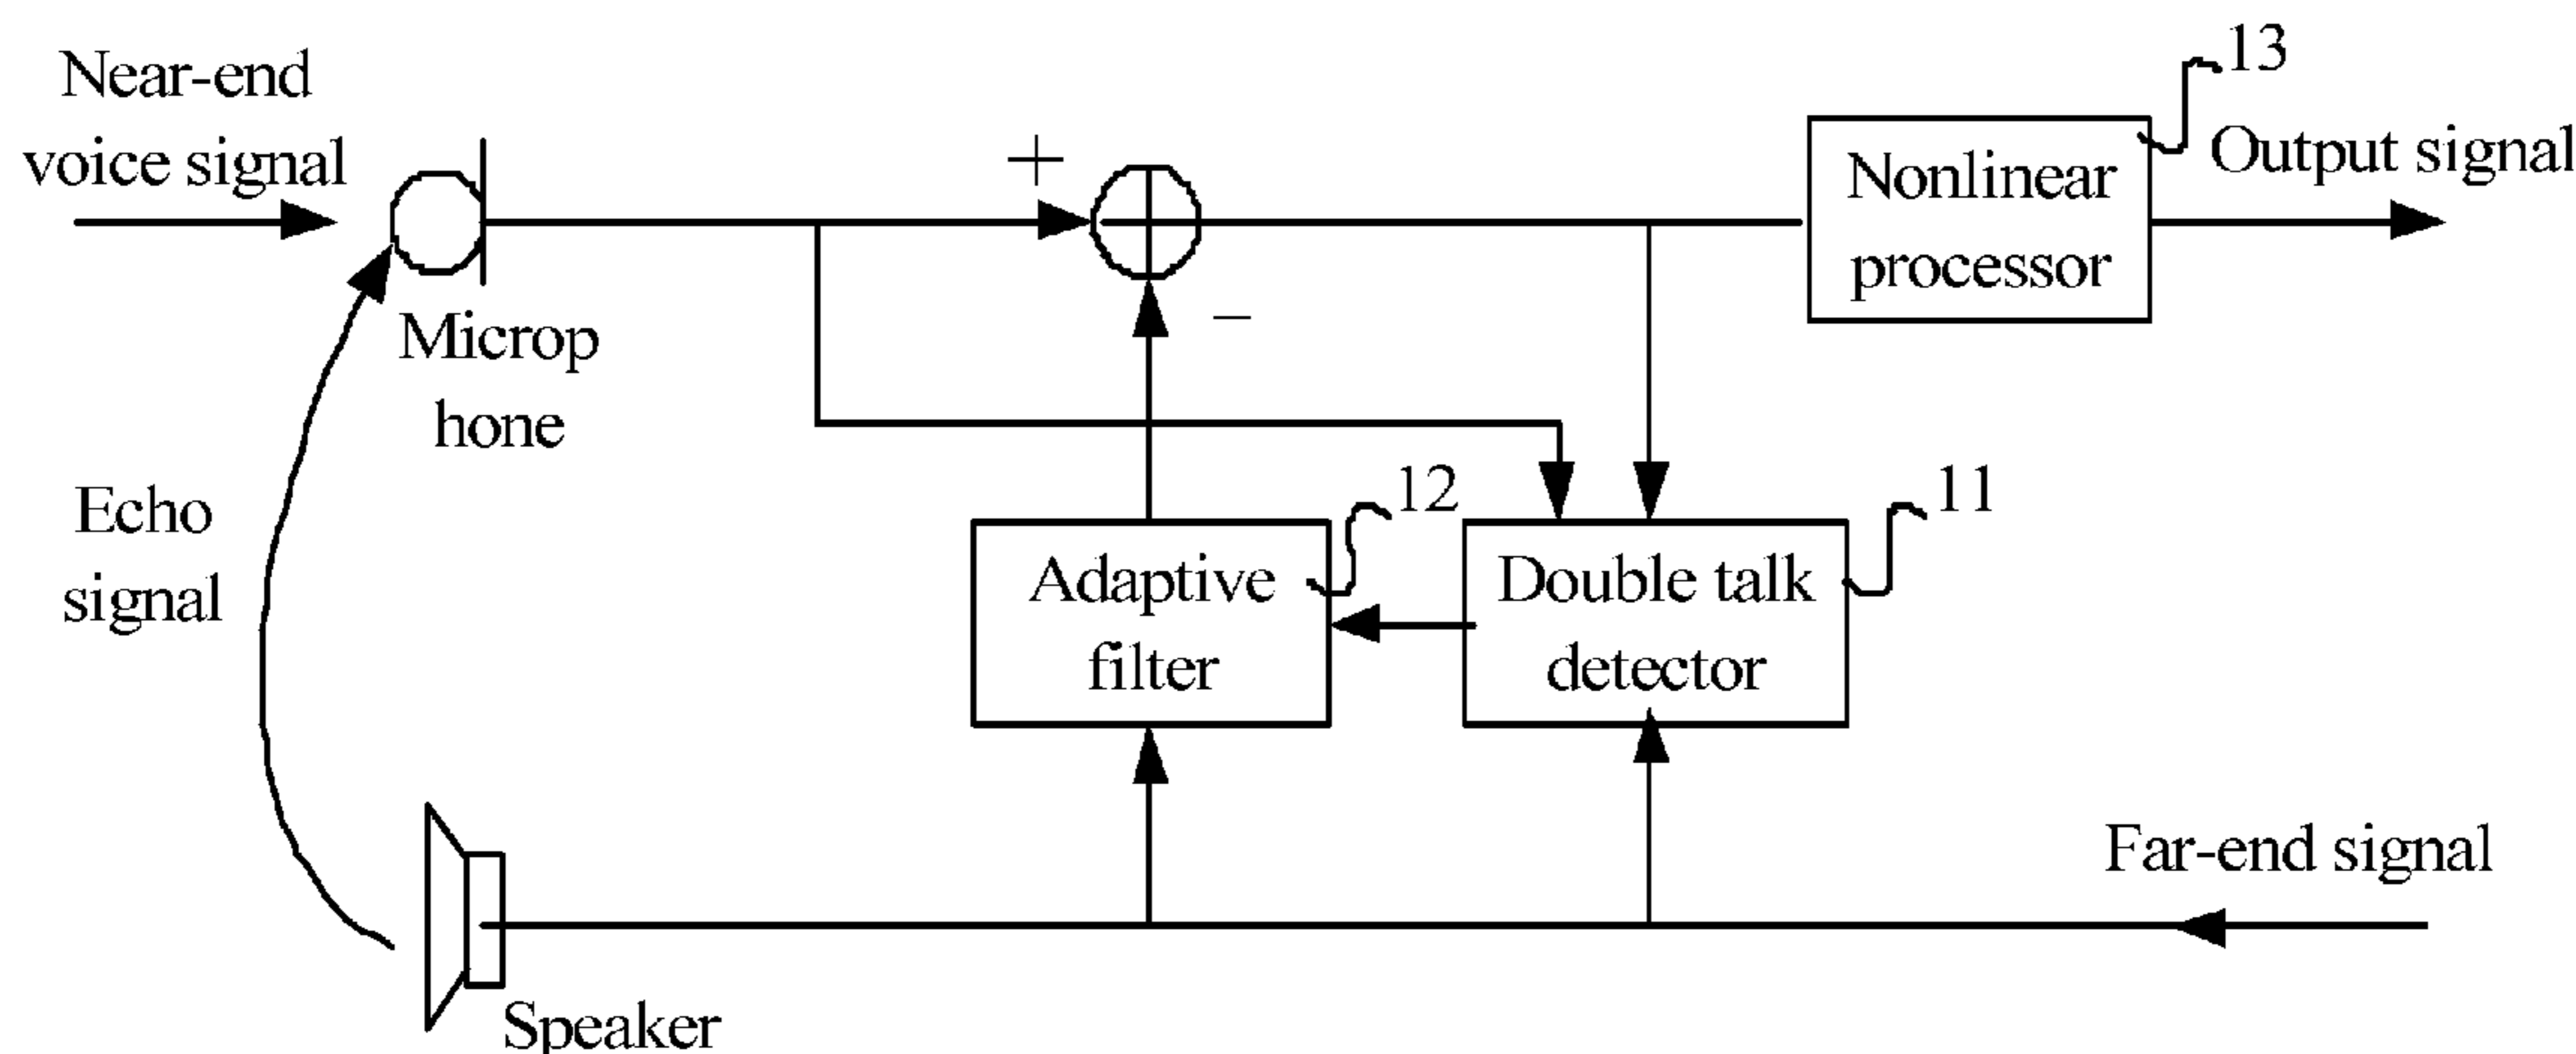 Near-end
voice signal
+
13
Nonlinear
processor
Output signal
Microp
hone
−
Echo
signal
12
Adaptive
filter
11
Double talk
detector
Far-end signal
Speaker